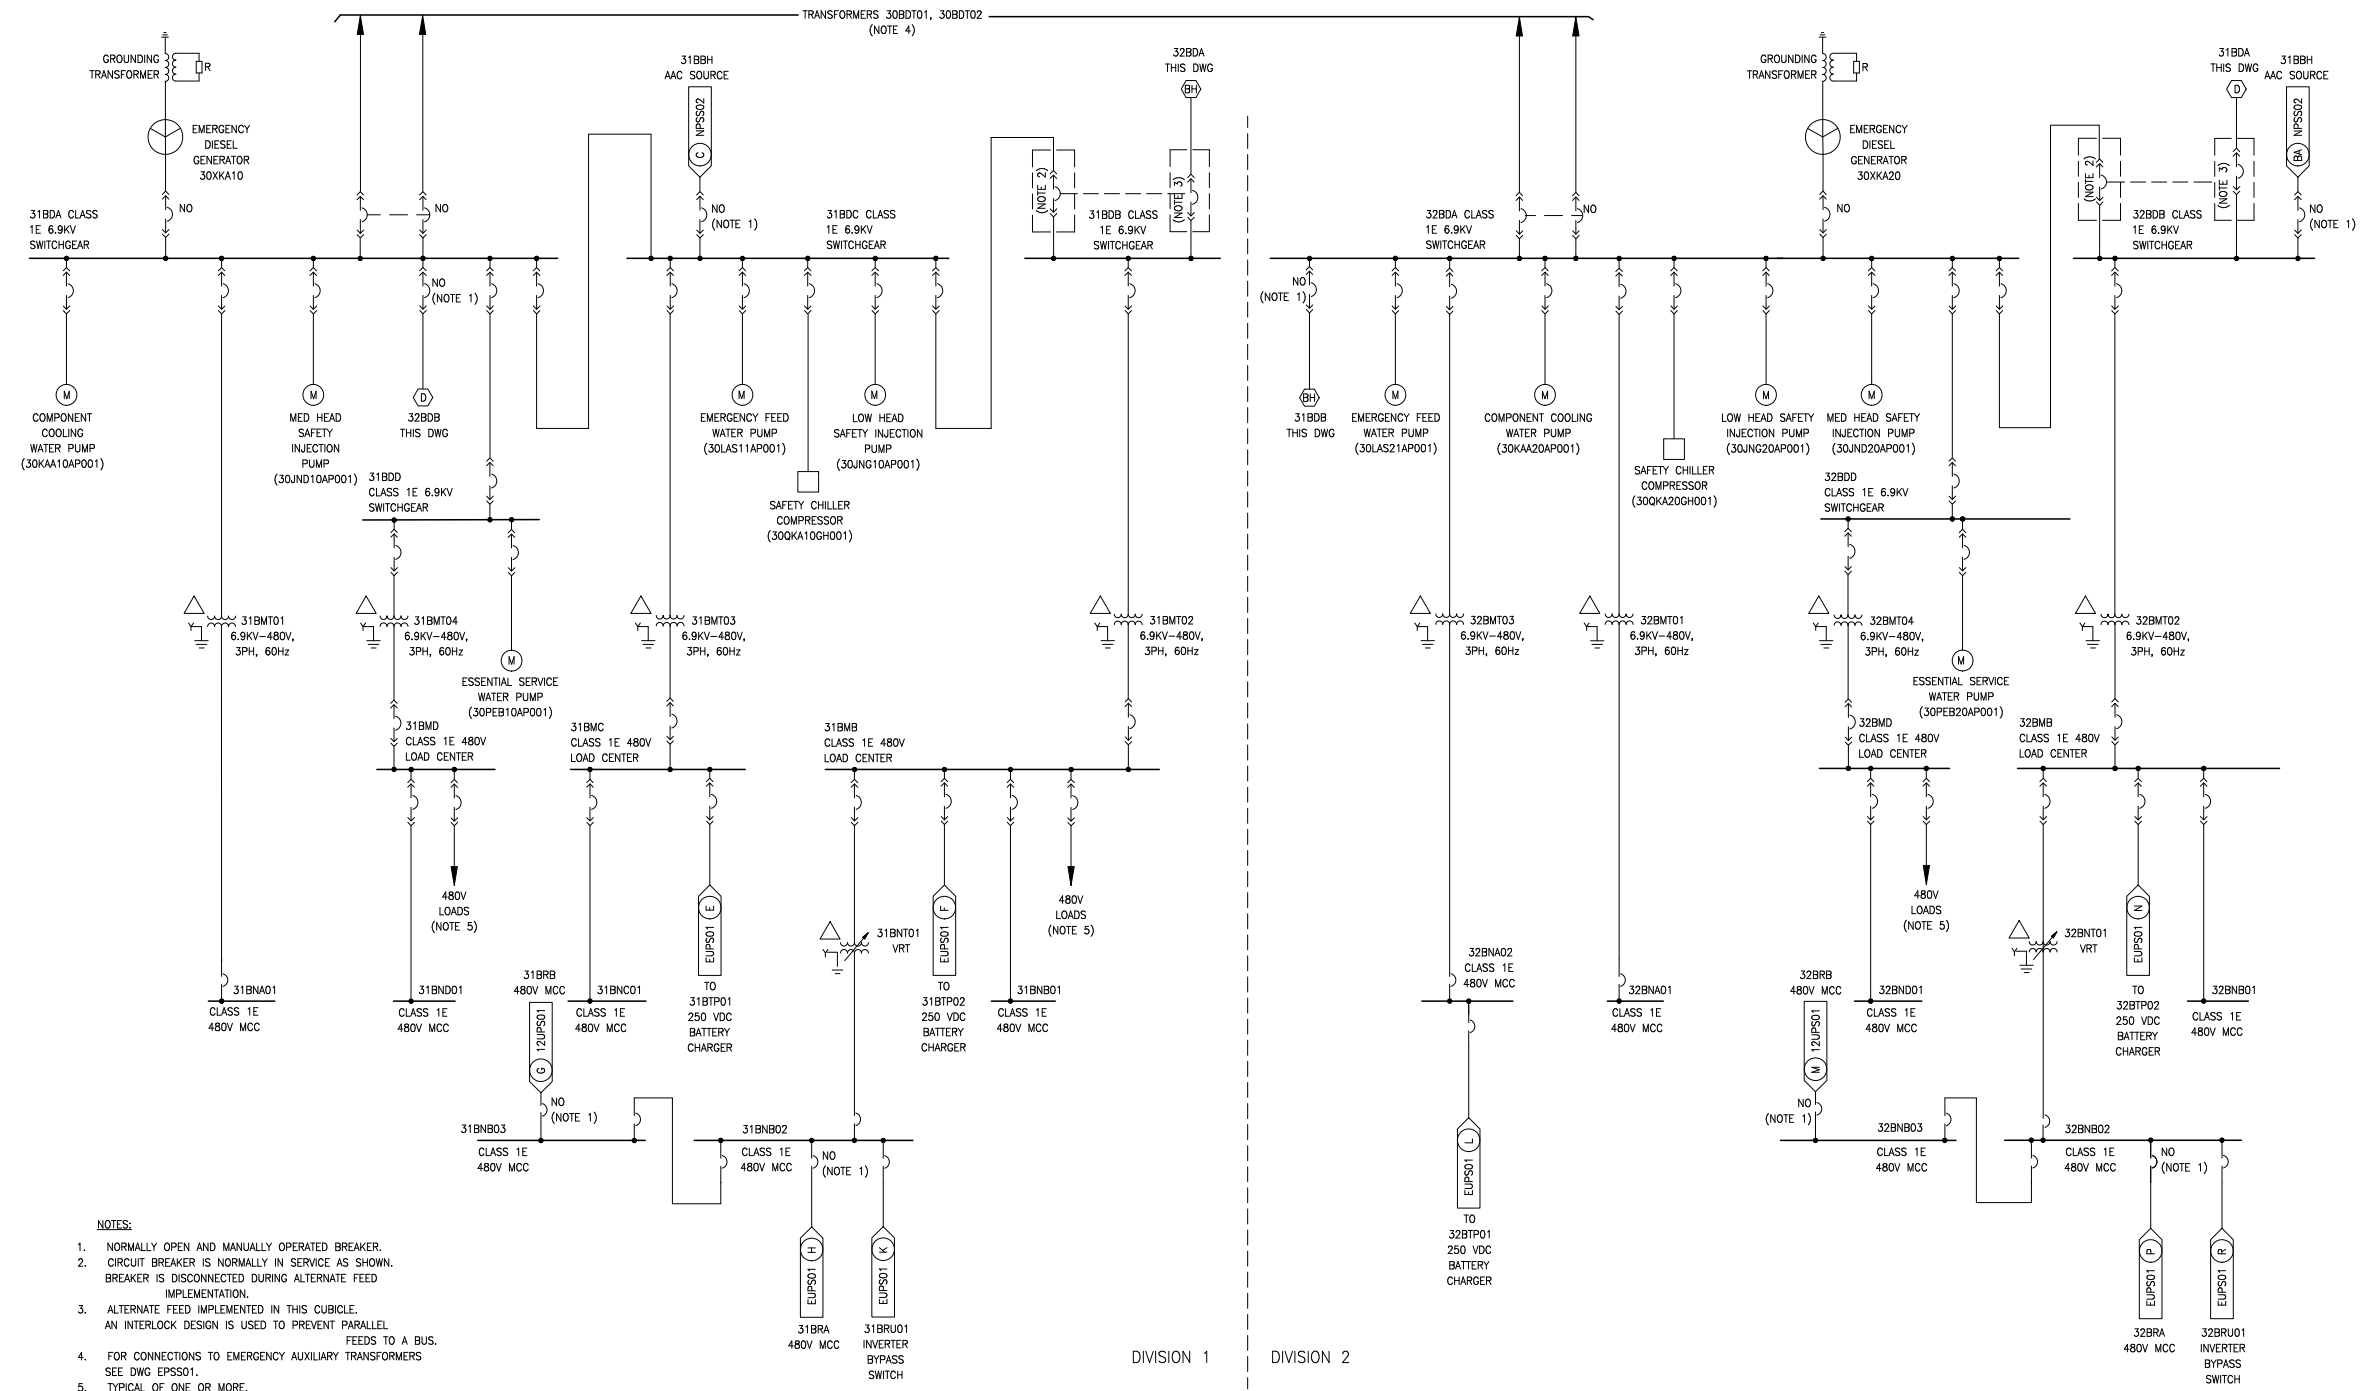 TRANSFORMERS 30BDT01, 30BDT02
(NOTE 4)
GROUNDING
TRANSFORMER
R
EMERGENCY
DIESEL
GENERATOR
30XKA10
NO
NO
31BBH
AAC SOURCE
NPSS02
C
NO
(NOTE 1)
32BDA
THIS DWG
BH
(NOTE 2)
(NOTE 3)
31BDA CLASS
1E 6.9KV
SWITCHGEAR
31BDC CLASS
1E 6.9KV
SWITCHGEAR
31BDB CLASS
1E 6.9KV
SWITCHGEAR
NO
(NOTE 1)
M
COMPONENT
COOLING
WATER PUMP
(30KAA10AP001)
M
MED HEAD
SAFETY
INJECTION
PUMP
(30JND10AP001)
D
32BDB
THIS DWG
M
EMERGENCY FEED
WATER PUMP
(30LAS11AP001)
M
LOW HEAD
SAFETY INJECTION
PUMP
(30JNG10AP001)
SAFETY CHILLER
COMPRESSOR
(30QKA10GH001)
31BDD
CLASS 1E 6.9KV
SWITCHGEAR
Y
31BMT01
6.9KV-480V,
3PH, 60Hz
Y
31BMT04
6.9KV-480V,
3PH, 60Hz
Y
31BMT03
6.9KV-480V,
3PH, 60Hz
Y
31BMT02
6.9KV-480V,
3PH, 60Hz
M
ESSENTIAL SERVICE
WATER PUMP
(30PEB10AP001)
31BMD
CLASS 1E 480V
LOAD CENTER
31BMC
CLASS 1E 480V
LOAD CENTER
31BMB
CLASS 1E 480V
LOAD CENTER
480V
LOADS
(NOTE 5)
E
EUPS01
TO
31BTP01
250 VDC
BATTERY
CHARGER
Y
31BNT01
VRT
F
EUPS01
TO
31BTP02
250 VDC
BATTERY
CHARGER
480V
LOADS
(NOTE 5)
31BNA01
CLASS 1E
480V MCC
31BND01
CLASS 1E
480V MCC
31BRB
480V MCC
12UPS01
G
NO
(NOTE 1)
31BNC01
CLASS 1E
480V MCC
31BNB01
CLASS 1E
480V MCC
31BNB03
CLASS 1E
480V MCC
31BNB02
CLASS 1E
480V MCC
NO
(NOTE 1)
H
EUPS01
31BRA
480V MCC
K
EUPS01
31BRU01
INVERTER
BYPASS
SWITCH
DIVISION 1
GROUNDING
TRANSFORMER
R
EMERGENCY
DIESEL
GENERATOR
30XKA20
NO
NO
31BDA
THIS DWG
D
31BBH
AAC SOURCE
NPSS02
BA
NO
(NOTE 1)
(NOTE 2)
(NOTE 3)
32BDA CLASS
1E 6.9KV
SWITCHGEAR
32BDB CLASS
1E 6.9KV
SWITCHGEAR
NO
(NOTE 1)
BH
31BDB
THIS DWG
M
EMERGENCY FEED
WATER PUMP
(30LAS21AP001)
M
COMPONENT COOLING
WATER PUMP
(30KAA20AP001)
SAFETY CHILLER
COMPRESSOR
(30QKA20GH001)
M
LOW HEAD SAFETY
INJECTION PUMP
(30JNG20AP001)
M
MED HEAD SAFETY
INJECTION PUMP
(30JND20AP001)
32BDD
CLASS 1E 6.9KV
SWITCHGEAR
Y
32BMT03
6.9KV-480V,
3PH, 60Hz
Y
32BMT01
6.9KV-480V,
3PH, 60Hz
Y
32BMT04
6.9KV-480V,
3PH, 60Hz
Y
32BMT02
6.9KV-480V,
3PH, 60Hz
M
ESSENTIAL SERVICE
WATER PUMP
(30PEB20AP001)
32BMD
CLASS 1E 480V
LOAD CENTER
32BMB
CLASS 1E 480V
LOAD CENTER
480V
LOADS
(NOTE 5)
Y
32BNT01
VRT
N
EUPS01
TO
32BTP02
250 VDC
BATTERY
CHARGER
32BNA02
CLASS 1E
480V MCC
32BNA01
CLASS 1E
480V MCC
32BRB
480V MCC
12UPS01
M
NO
(NOTE 1)
32BND01
CLASS 1E
480V MCC
32BNB01
CLASS 1E
480V MCC
L
EUPS01
TO
32BTP01
250 VDC
BATTERY
CHARGER
32BNB03
CLASS 1E
480V MCC
32BNB02
CLASS 1E
480V MCC
NO
(NOTE 1)
P
EUPS01
32BRA
480V MCC
R
EUPS01
32BRU01
INVERTER
BYPASS
SWITCH
DIVISION 2
NOTES:
1. NORMALLY OPEN AND MANUALLY OPERATED BREAKER.
2. CIRCUIT BREAKER IS NORMALLY IN SERVICE AS SHOWN.
BREAKER IS DISCONNECTED DURING ALTERNATE FEED
IMPLEMENTATION.
3. ALTERNATE FEED IMPLEMENTED IN THIS CUBICLE.
AN INTERLOCK DESIGN IS USED TO PREVENT PARALLEL
FEEDS TO A BUS.
4. FOR CONNECTIONS TO EMERGENCY AUXILIARY TRANSFORMERS
SEE DWG EPSS01.
5. TYPICAL OF ONE OR MORE.